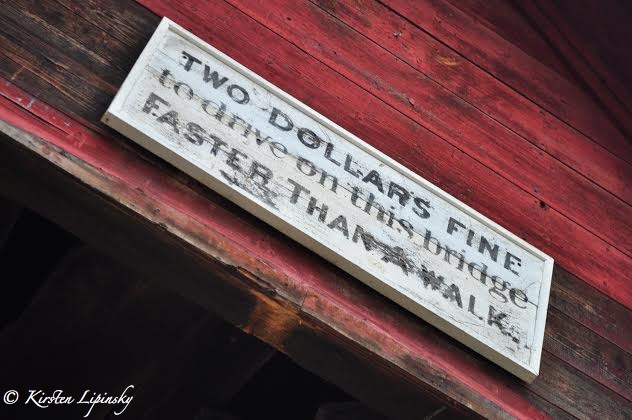 TWO DOLLARS FINE
to drive on this bridge
FASTER THAN A WALK.
© Kirsten Lipinsky